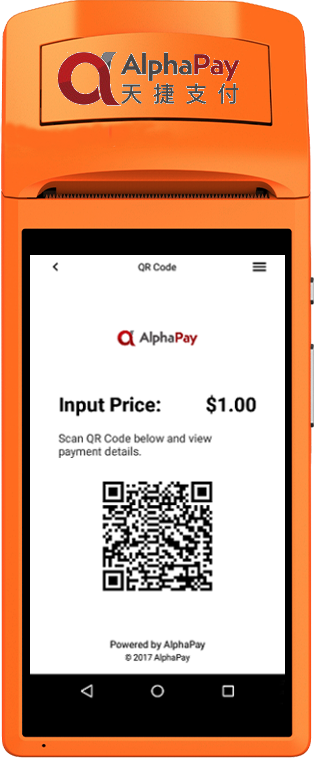 AlphaPay
天捷支付
QR Code
AlphaPay
Input Price: $1.00
Scan QR Code below and view
payment details.
Powered by AlphaPay
© 2017 AlphaPay